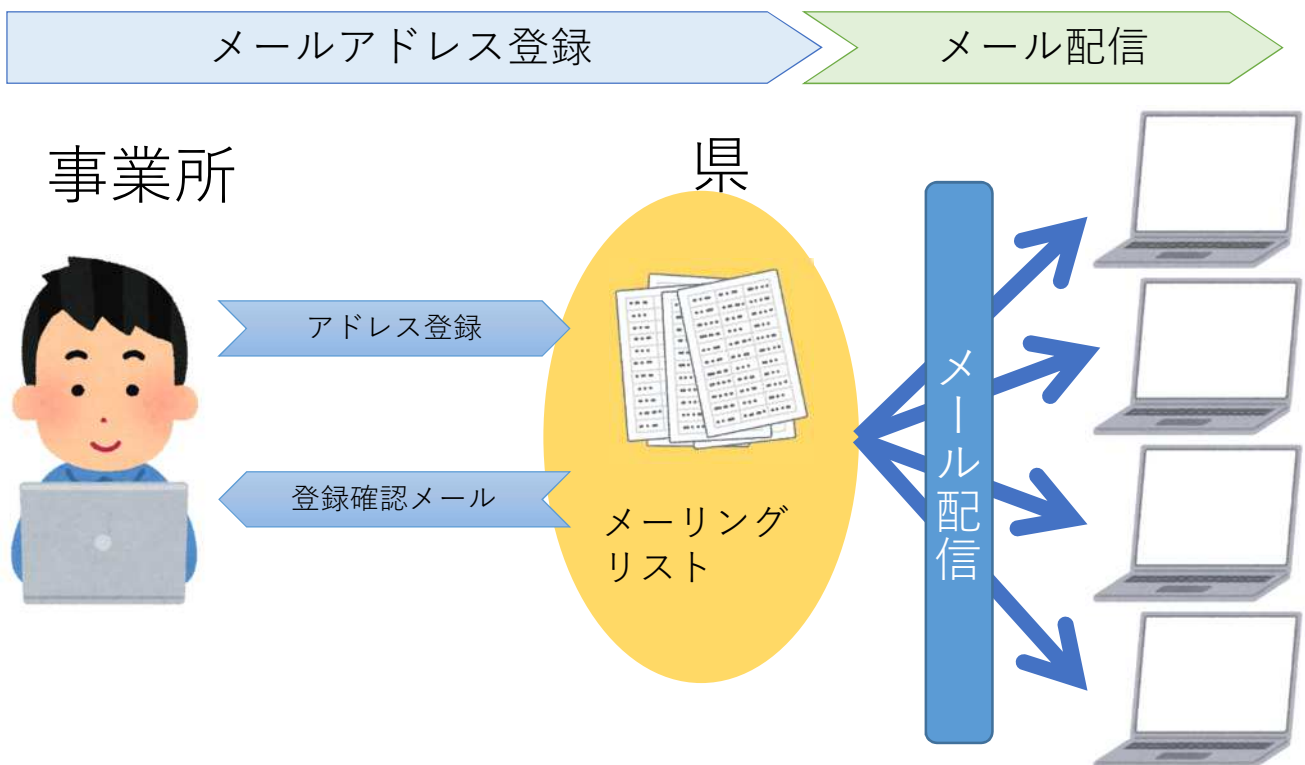 メールアドレス登録
メール配信
事業所
県
アドレス登録
登録確認メール
メーリング
リスト
メール配信